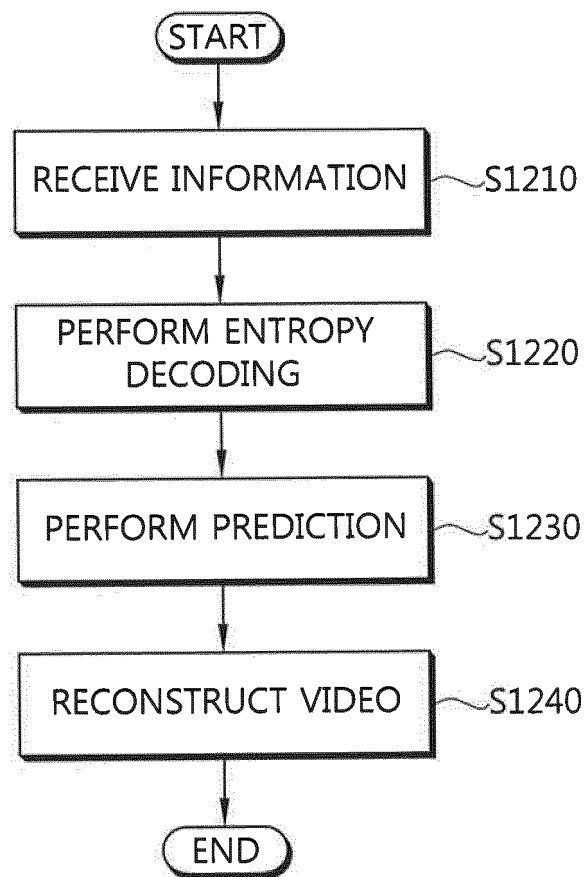 START
RECEIVE INFORMATION
S1210
PERFORM ENTROPY
DECODING
S1220
PERFORM PREDICTION
S1230
RECONSTRUCT VIDEO
S1240
END